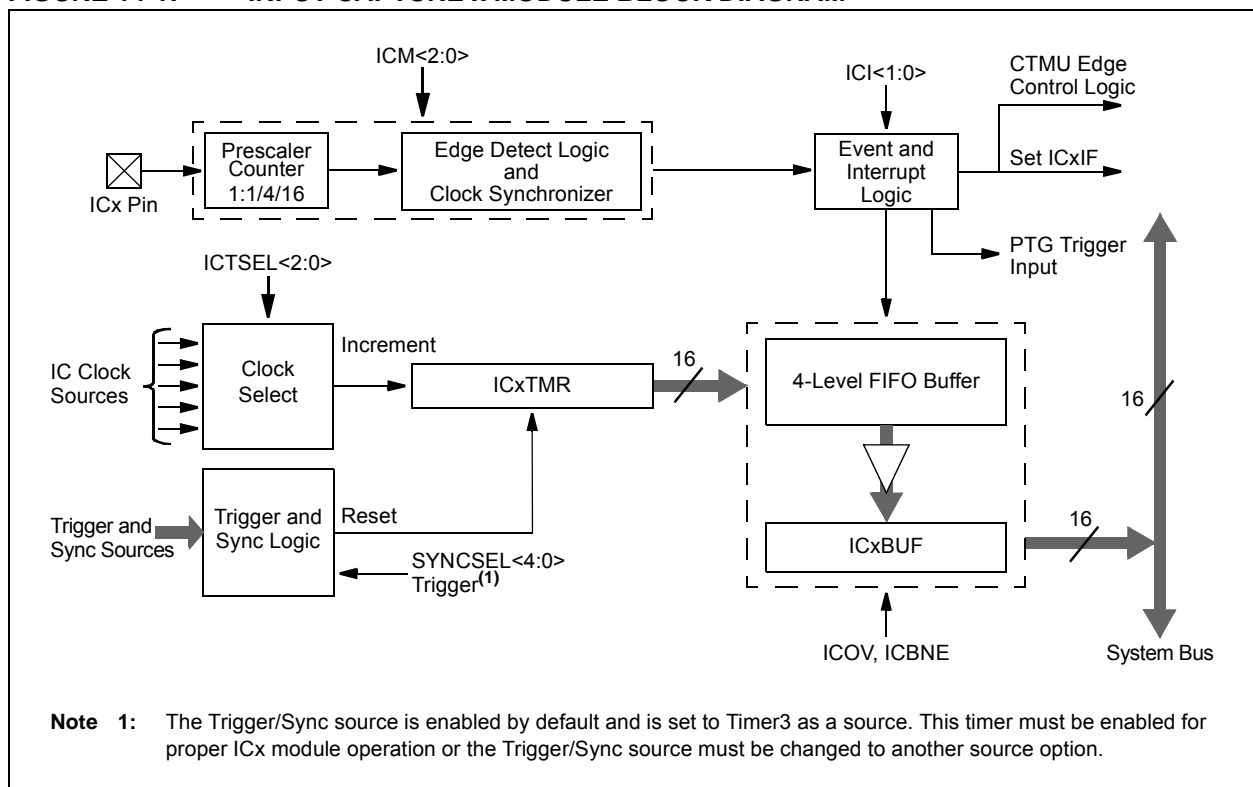 ICM<2:0>
ICI<1:0>
CTMU Edge
Control Logic
Prescaler
Counter
1:1/4/16
Edge Detect Logic
and
Clock Synchronizer
Event and
Interrupt
Logic
Set ICxIF
ICx Pin
PTG Trigger
Input
ICTSEL<2:0>
IC Clock
Sources
Clock
Select
Increment
ICxTMR
16
4-Level FIFO Buffer
16
Trigger and
Sync Sources
Trigger and
Sync Logic
Reset
SYNCSEL<4:0>
Trigger(1)
ICxBUF
16
ICOV, ICBNE
System Bus
Note 1: The Trigger/Sync source is enabled by default and is set to Timer3 as a source. This timer must be enabled for
proper ICx module operation or the Trigger/Sync source must be changed to another source option.